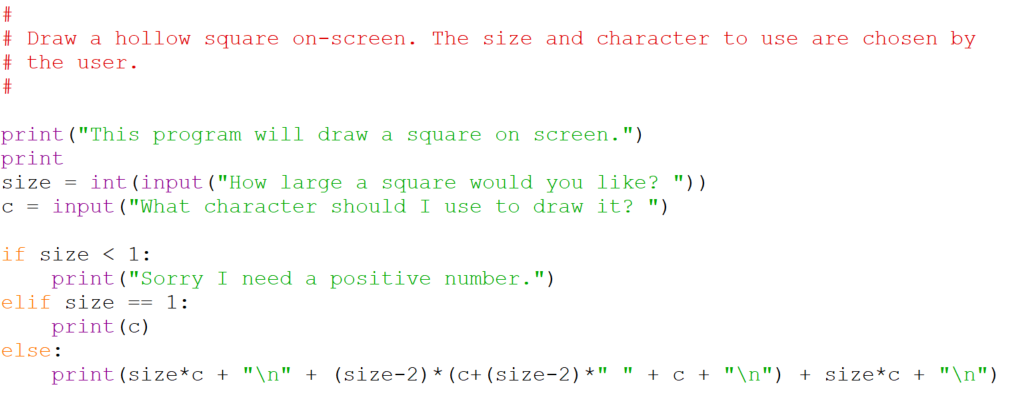 #
# Draw a hollow square on-screen. The size and character to use are chosen by
# the user.
#
print("This program will draw a square on screen.")
print
size = int(input("How large a square would you like? "))
c = input("What character should I use to draw it? ")
if size < 1:
    print("Sorry I need a positive number.")
elif size == 1:
    print(c)
else:
    print(size*c + "\n" + (size-2)*(c+(size-2)*" " + c + "\n") + size*c + "\n")